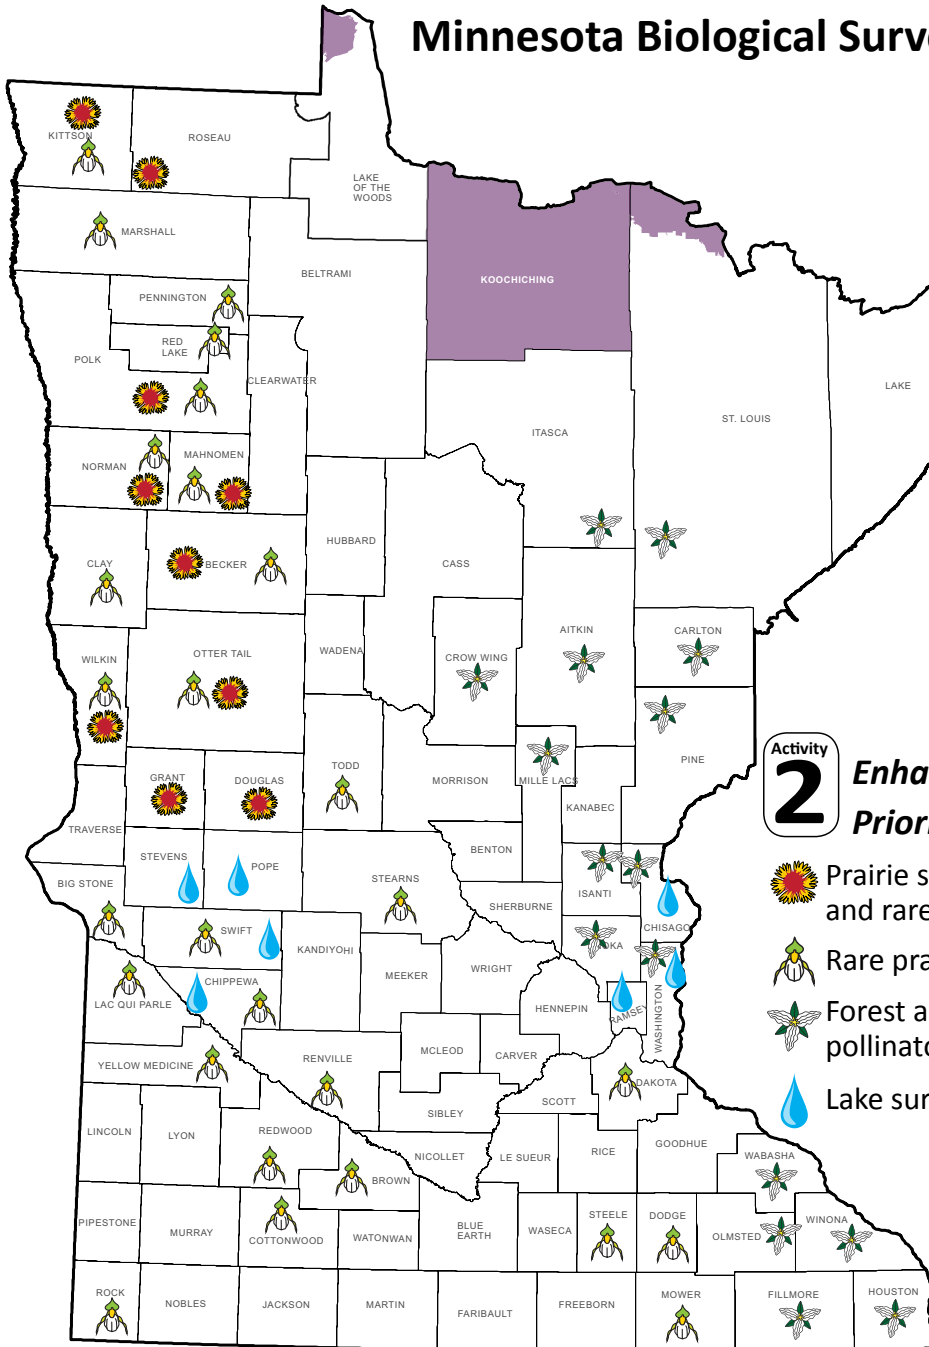 Minnesota Biological Surve
KITTSON
ROSEAU
LAKE
OF THE
WOODS
MARSHALL
BELTRAMI
KOOCHICHING
PENNINGTON
RED
LAKE
POLK
CLEARWATER
LAKE
ST. LOUIS
ITASCA
NORMAN
MAHNOMEN
HUBBARD
CASS
CLAY
BECKER
AITKIN
CARLTON
WADENA
OTTER TAIL
WILKIN
CROW WING
PINE
TODD
MORRISON
MILLE LACS
KANABEC
GRANT
DOUGLAS
TRAVERSE
Activity
2
Enha
Priori
STEVENS
POPE
BENTON
STEARNS
BIG STONE
ISANTI
SHERBURNE
CHISAGO
Prairie s
and rare
SWIFT
KANDIYOHI
OKA
Rare pra
MEEKER
WRIGHT
CHIPPEWA
LAC QUI PARLE
HENNEPIN
RAMSEY
WASHINGTON
Forest a
pollinato
MCLEOD
CARVER
RENVILLE
YELLOW MEDICINE
DAKOTA
SCOTT
SIBLEY
Lake sur
LINCOLN
LYON
REDWOOD
NICOLLET
LE SUEUR
RICE
GOODHUE
WABASHA
BROWN
PIPESTONE
MURRAY
COTTONWOOD
WATONWAN
BLUE
EARTH
WASECA
STEELE
DODGE
OLMSTED
WINONA
ROCK
NOBLES
JACKSON
MARTIN
FARIBAULT
FREEBORN
MOWER
FILLMORE
HOUSTON